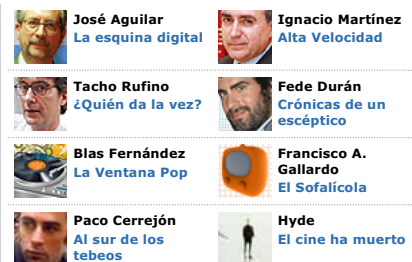 José Aguilar
La esquina digital
Ignacio Martínez
Alta Velocidad
Tacho Rufino
¿Quién da la vez?
Fede Durán
Crónicas de un
escéptico
Blas Fernández
La Ventana Pop
Francisco A.
Gallardo
El Sofalícola
Paco Cerrejón
Al sur de los
tebeos
Hyde
El cine ha muerto